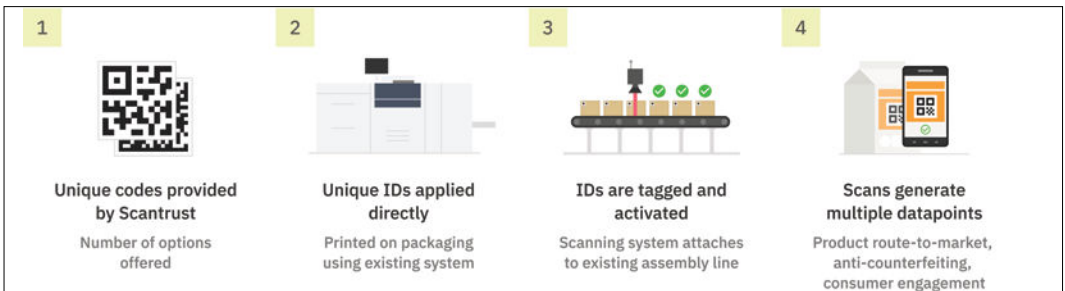 1
Unique codes provided
by Scantrust
Number of options
offered
2
Unique IDs applied
directly
Printed on packaging
using existing system
3
IDs are tagged and
activated
Scanning system attaches
to existing assembly line
4
Scans generate
multiple datapoints
Product route-to-market,
anti-counterfeiting,
consumer engagement